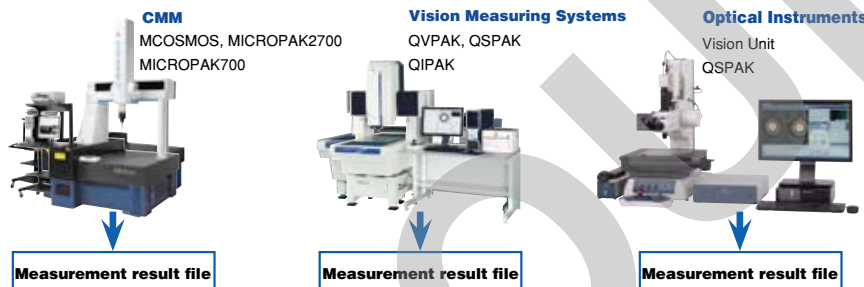 CMM
MCOSMOS, MICROPAK2700
MICROPAK700
Vision Measuring Systems
QVPAK, QSPAK
QIPAK
Optical Instruments
Vision Unit
QSPAK
Measurement result file
Measurement result file
Measurement result file